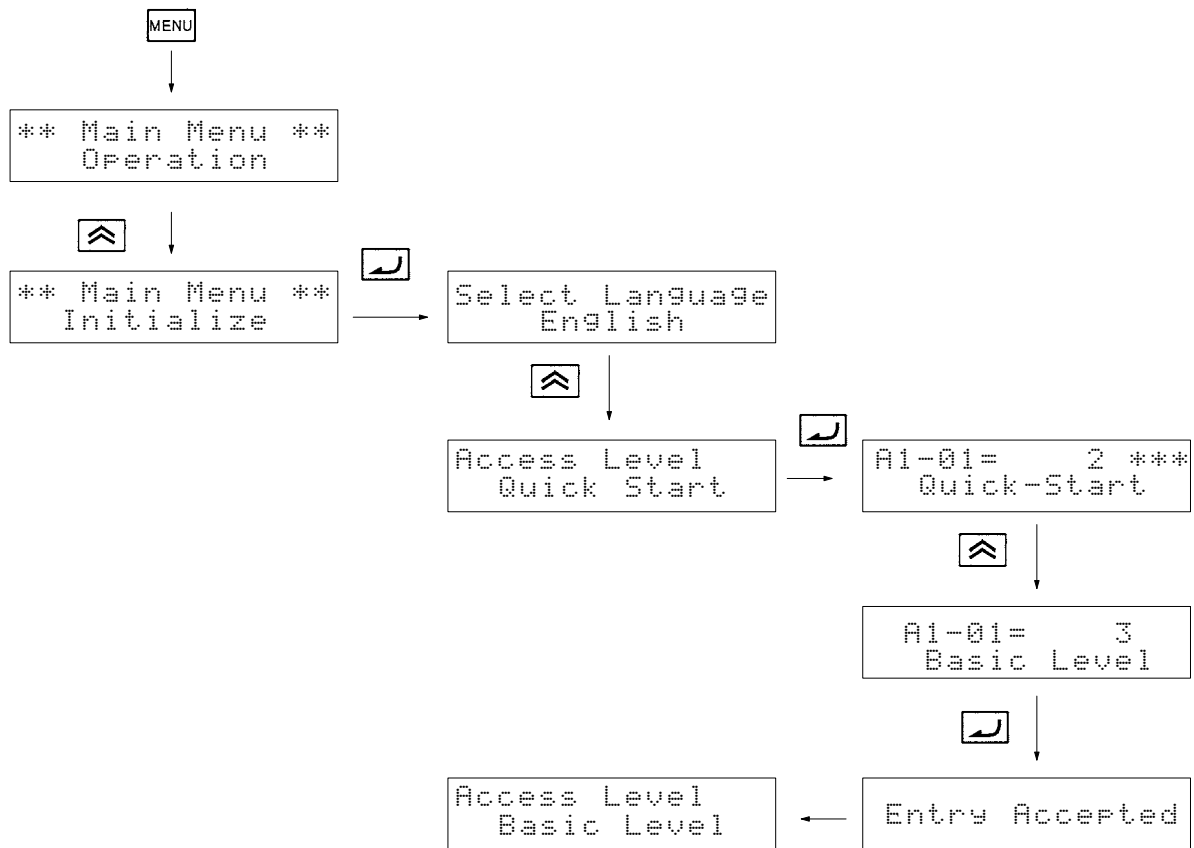 MENU
** Main Menu **
Operation
** Main Menu **
Initialize
Select Language
English
Access Level
Quick Start
A1-01= 2 ***
Quick-Start
A1-01= 3
Basic Level
Access Level
Basic Level
Entry Accepted